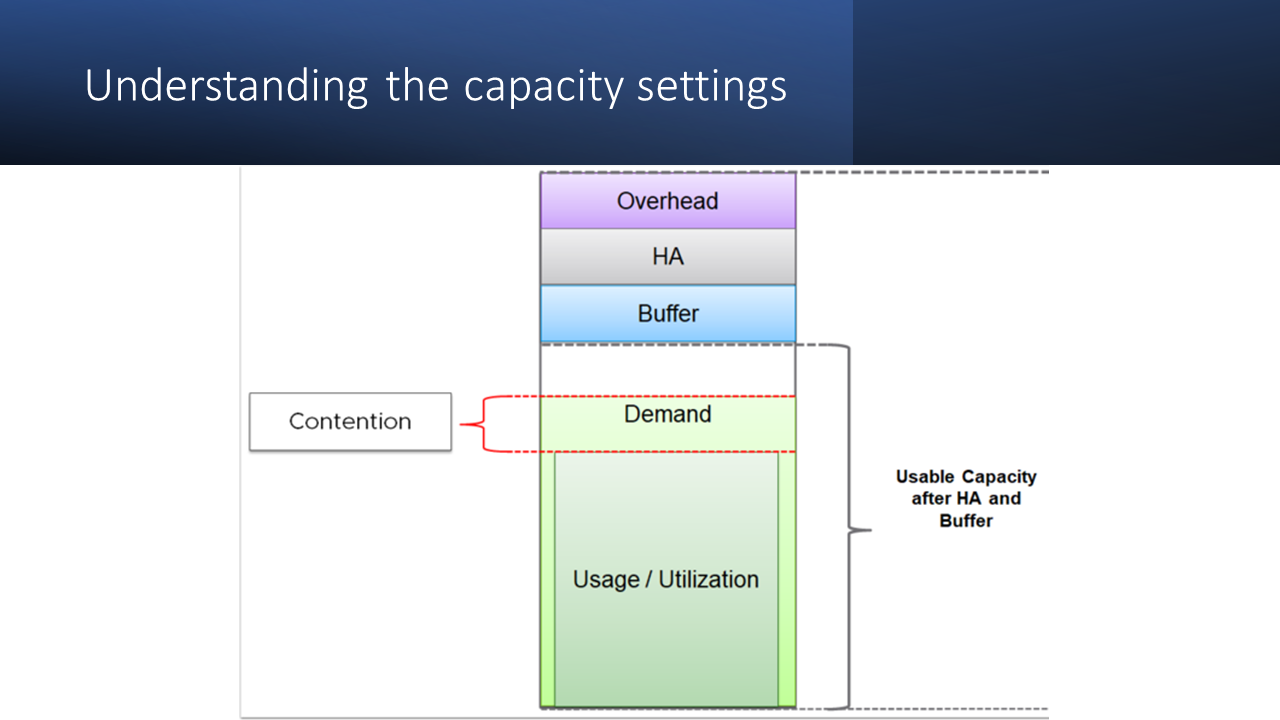 Understanding the capacity settings
Overhead
HA
Buffer
Contention
Demand
Usable Capacity
after HA and
Buffer
Usage / Utilization